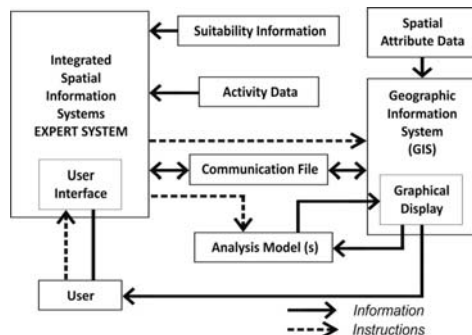 Integrated
Spatial
Information
Systems
EXPERT SYSTEM
User
Interface
Suitability Information
Activity Data
Communication File
Analysis Model (s)
Spatial
Attribute Data
Geographic
Information
System
(GIS)
Graphical
Display
User
Information
Instructions